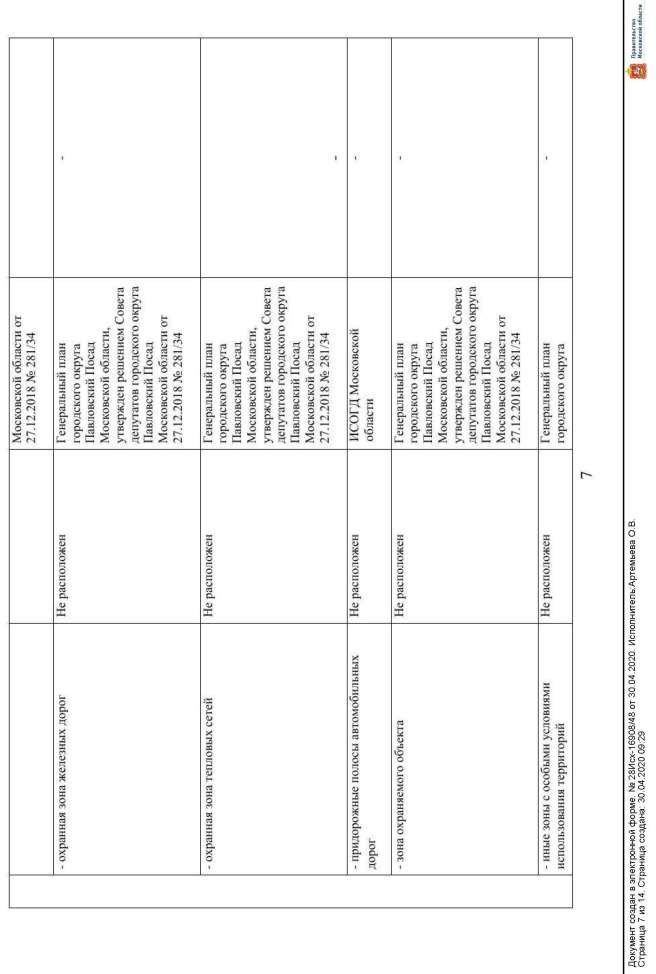 Московской области от
27.12.2018 № 281/34
- охранная зона железных дорог
Не расположен
Генеральный план
городского округа
Павловский Посад
Московской области,
утвержден решением Совета
депутатов городского округа
Павловский Посад
Московской области от
27.12.2018 № 281/34
-
- охранная зона тепловых сетей
Не расположен
Генеральный план
городского округа
Павловский Посад
Московской области,
утвержден решением Совета
депутатов городского округа
Павловский Посад
Московской области от
27.12.2018 № 281/34
-
- придорожные полосы автомобильных
дорог
Не расположен
ИСОГД Московской
области
-
- зона охраняемого объекта
Не расположен
Генеральный план
городского округа
Павловский Посад
Московской области,
утвержден решением Совета
депутатов городского округа
Павловский Посад
Московской области от
27.12.2018 № 281/34
-
- иные зоны с особыми условиями
использования территорий
Не расположен
Генеральный план
городского округа
-
7
Документ создан в электронной форме. № 28Исх-16908/48 от 30.04.2020. Исполнитель:Артемьева О.В.
Страница 7 из 14. Страница создана: 30.04.2020 09:29
Правительство
Московской области